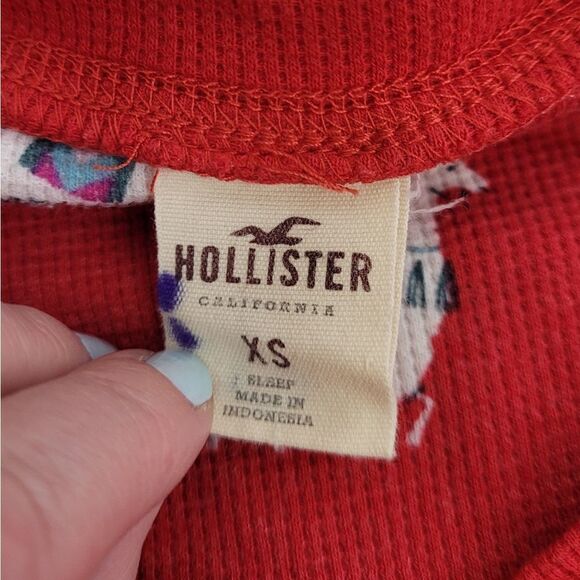 HOLLISTER
CALIFORNIA
XS
SLEEP
MADE IN
INDONESIA